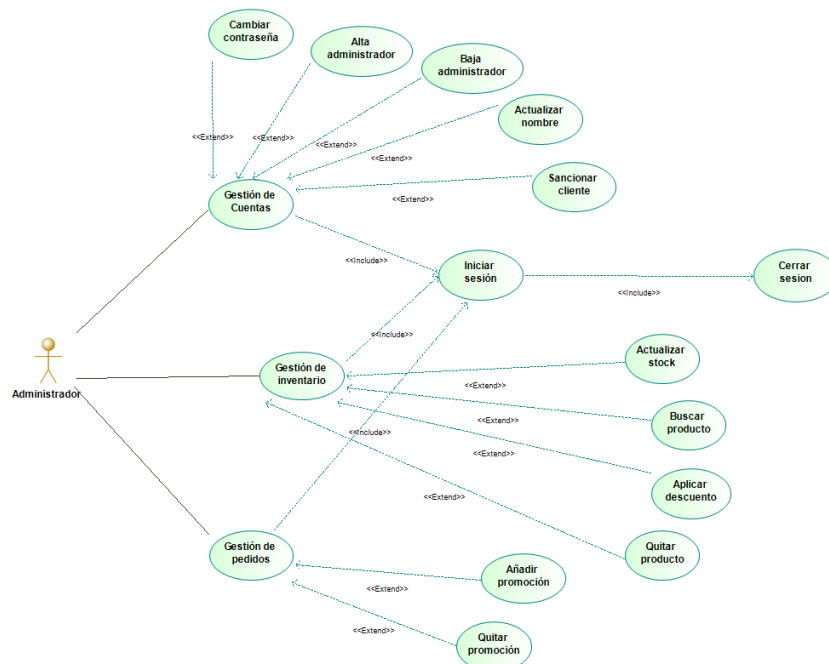 Cambiar
contraseña
Alta
administrador
Baja
administrador
Actualizar
nombre
<<Extend>>
<<Extend>>
<<Extend>>
<<Extend>>
Sancionar
cliente
<<Extend>>
Gestión de
Cuentas
<<Include>>
Iniciar
sesión
Cerrar
sesion
<<Include>>
<<Include>>
Administrador
Gestión de
inventario
Actualizar
stock
<<Extend>>
Buscar
producto
<<Extend>>
<<Include>>
<<Extend>>
Aplicar
descuento
<<Extend>>
Gestión de
pedidos
Quitar
producto
Añadir
promoción
<<Extend>>
<<Extend>>
Quitar
promoción